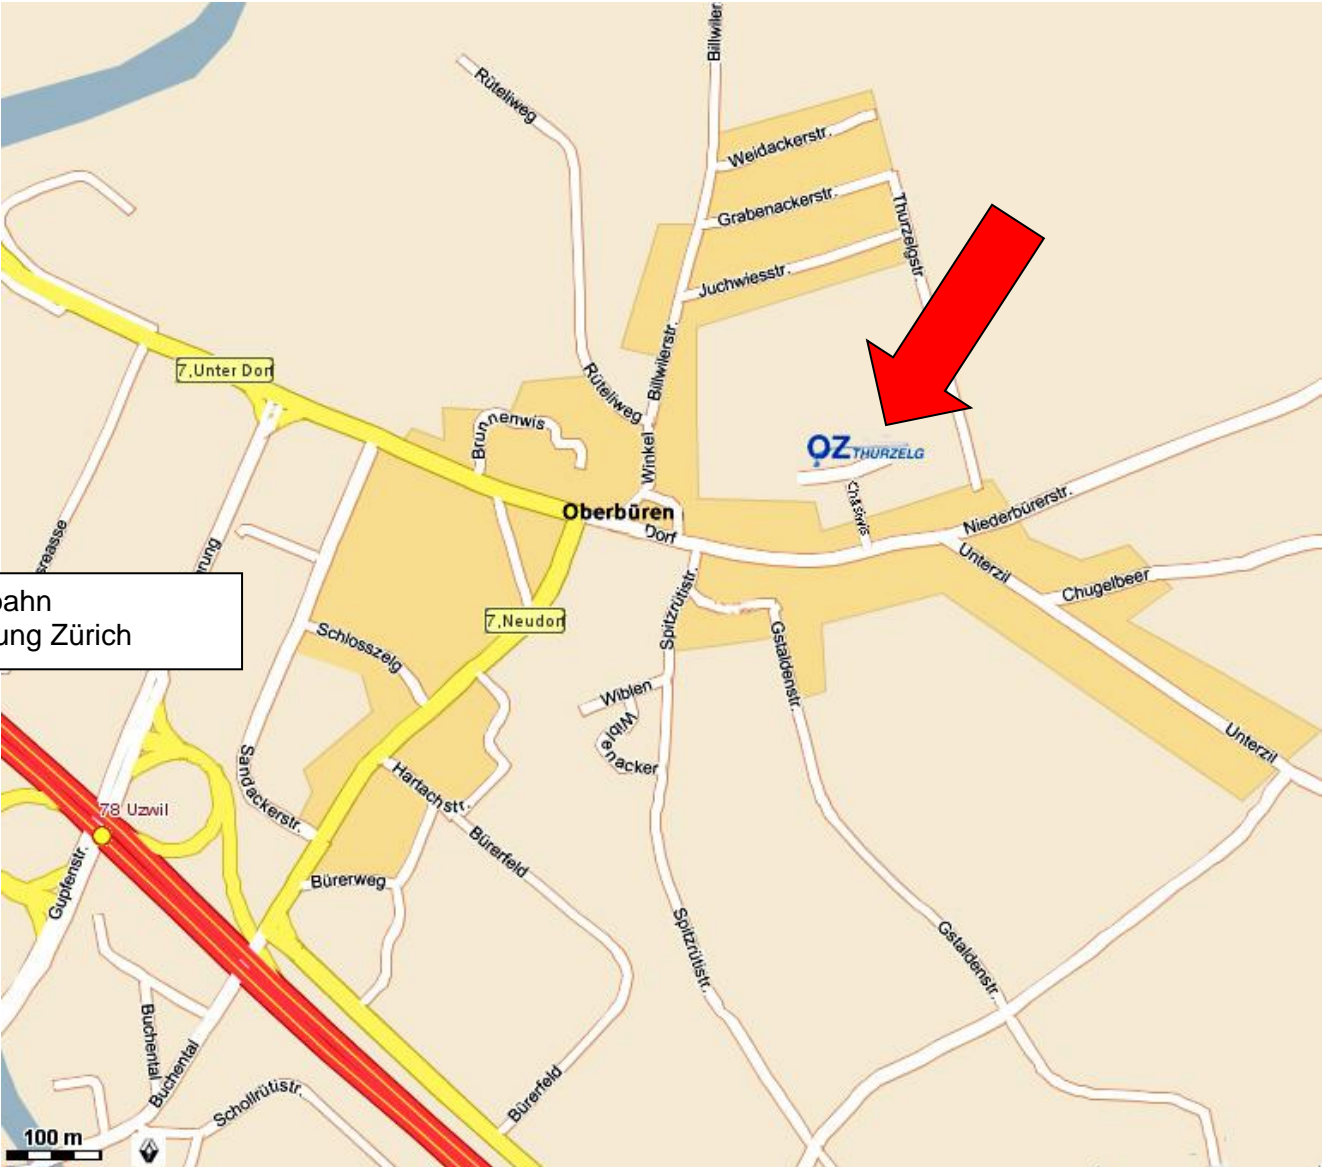 Billwiler
Rüteliweg
Weidackerstr.
Grabenackerstr.
Thurzelgstr.
Juchwiesstr.
Billwilerstr.
7,Unter Dorf
Rüteliweg
Brunnenwis
Winkel
OZ THURZELG
Chäsiwis
Oberbüren
Dorf
Niederbürerstr.
Unterzil
Chugelbeer
Spitzrütistr.
7,Neudorf
Gstaldenstr.
Schlosszelg
Wiblen
Wiblenacker
Unterzil
ung Zürich
Sandackerstr.
Hartachstr.
78 Uzwil
Bürerfeld
Gupfenstr.
Bürerweg
Spitzrütistr.
Gstaldenstr.
Buchental
Buchental
Schollrütistr.
Bürerfeld
100 m